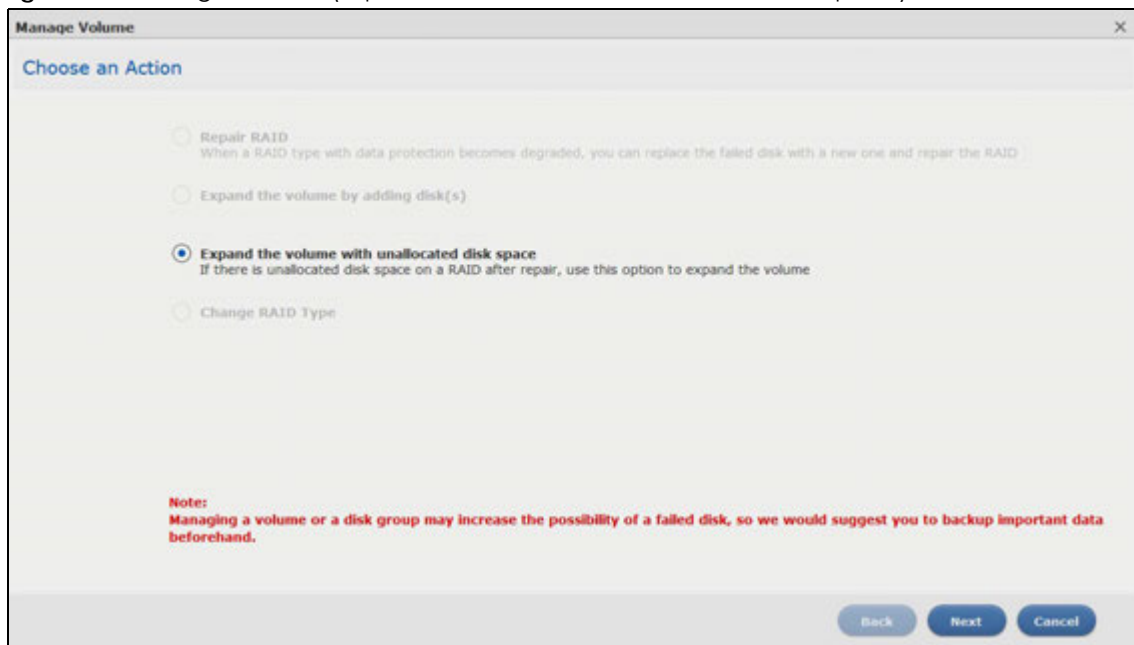 Manage Volume
Choose an Action
Repair RAID
When a RAID type with data protection becomes degraded, you can replace the failed disk with a new one and repair the RAID
Expand the volume by adding disk(s)
Expand the volume with unallocated disk space
If there is unallocated disk space on a RAID after repair, use this option to expand the volume
Change RAID Type
Note:
Managing a volume or a disk group may increase the possibility of a failed disk, so we would suggest you to backup important data
beforehand.
Back Next Cancel